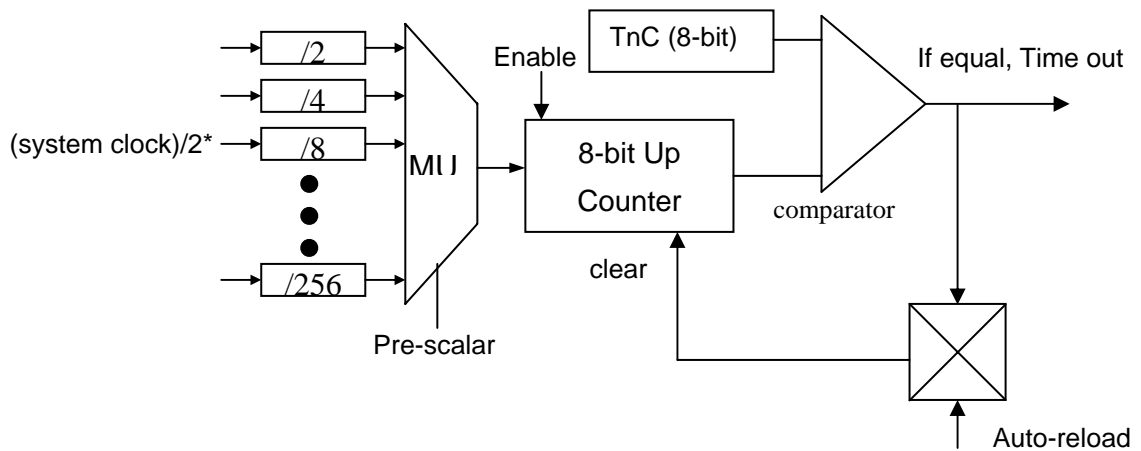 /2
/4
(system clock)/2*
/8
/256
MU
Pre-scalar
Enable
TnC (8-bit)
8-bit Up
Counter
clear
comparator
If equal, Time out
Auto-reload